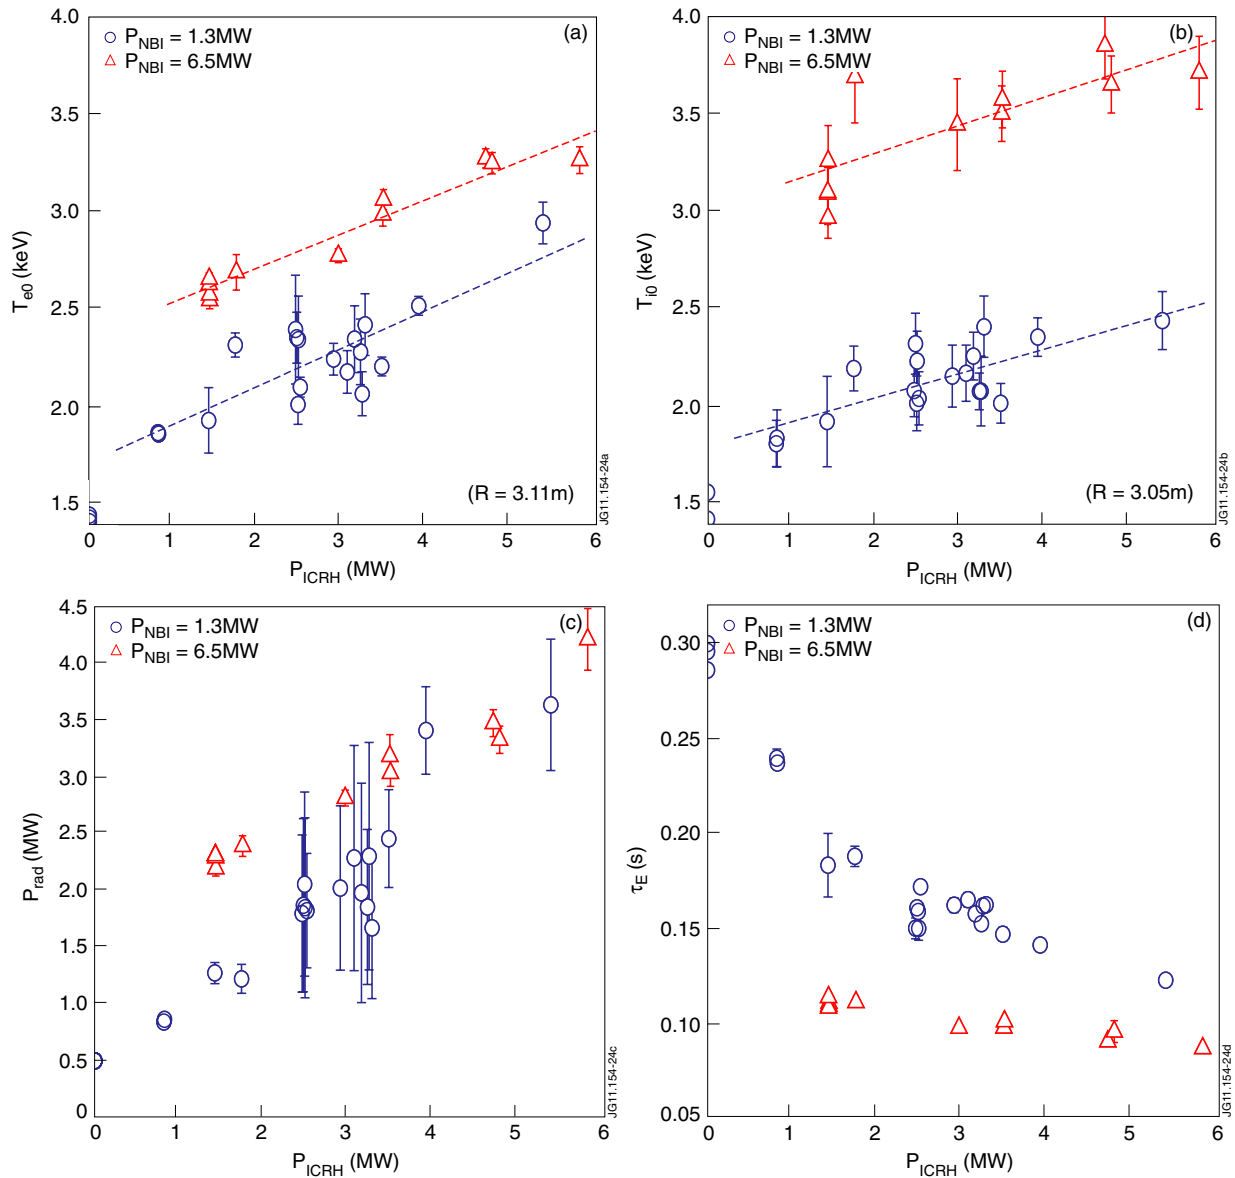 4.0
(a)
P_NBI = 1.3MW
P_NBI = 6.5MW
3.5
3.0
T_e0 (keV)
2.5
2.0
1.5
(R = 3.11m)
JG11.154-24a
0 1 2 3 4 5 6
P_ICRH (MW)
4.0
(b)
P_NBI = 1.3MW
P_NBI = 6.5MW
3.5
3.0
T_i0 (keV)
2.5
2.0
1.5
(R = 3.05m)
JG11.154-24b
0 1 2 3 4 5 6
P_ICRH (MW)
4.5
(c)
P_NBI = 1.3MW
P_NBI = 6.5MW
4.0
3.5
3.0
2.5
P_rad (MW)
2.0
1.5
1.0
0.5
0
JG11.154-24c
0 1 2 3 4 5 6
P_ICRH (MW)
(d)
P_NBI = 1.3MW
P_NBI = 6.5MW
0.30
0.25
0.20
τ_E (s)
0.15
0.10
0.05
JG11.154-24d
0 1 2 3 4 5 6
P_ICRH (MW)